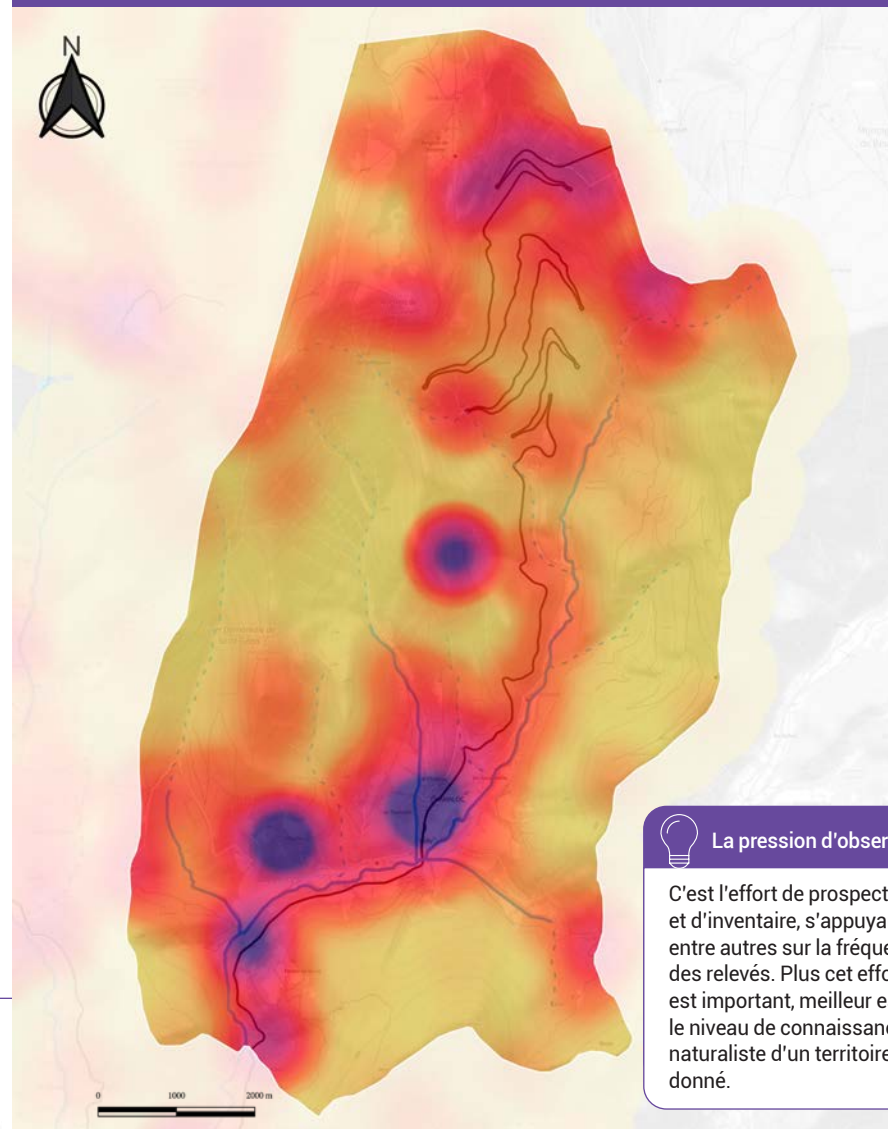 N
La pression d'obser
C'est l'effort de prospect
et d'inventaire, s'appuya
entre autres sur la fréque
des relevés. Plus cet effo
est important, meilleur e
le niveau de connaissanc
naturaliste d'un territoire
donné.
0 1000 2000 m